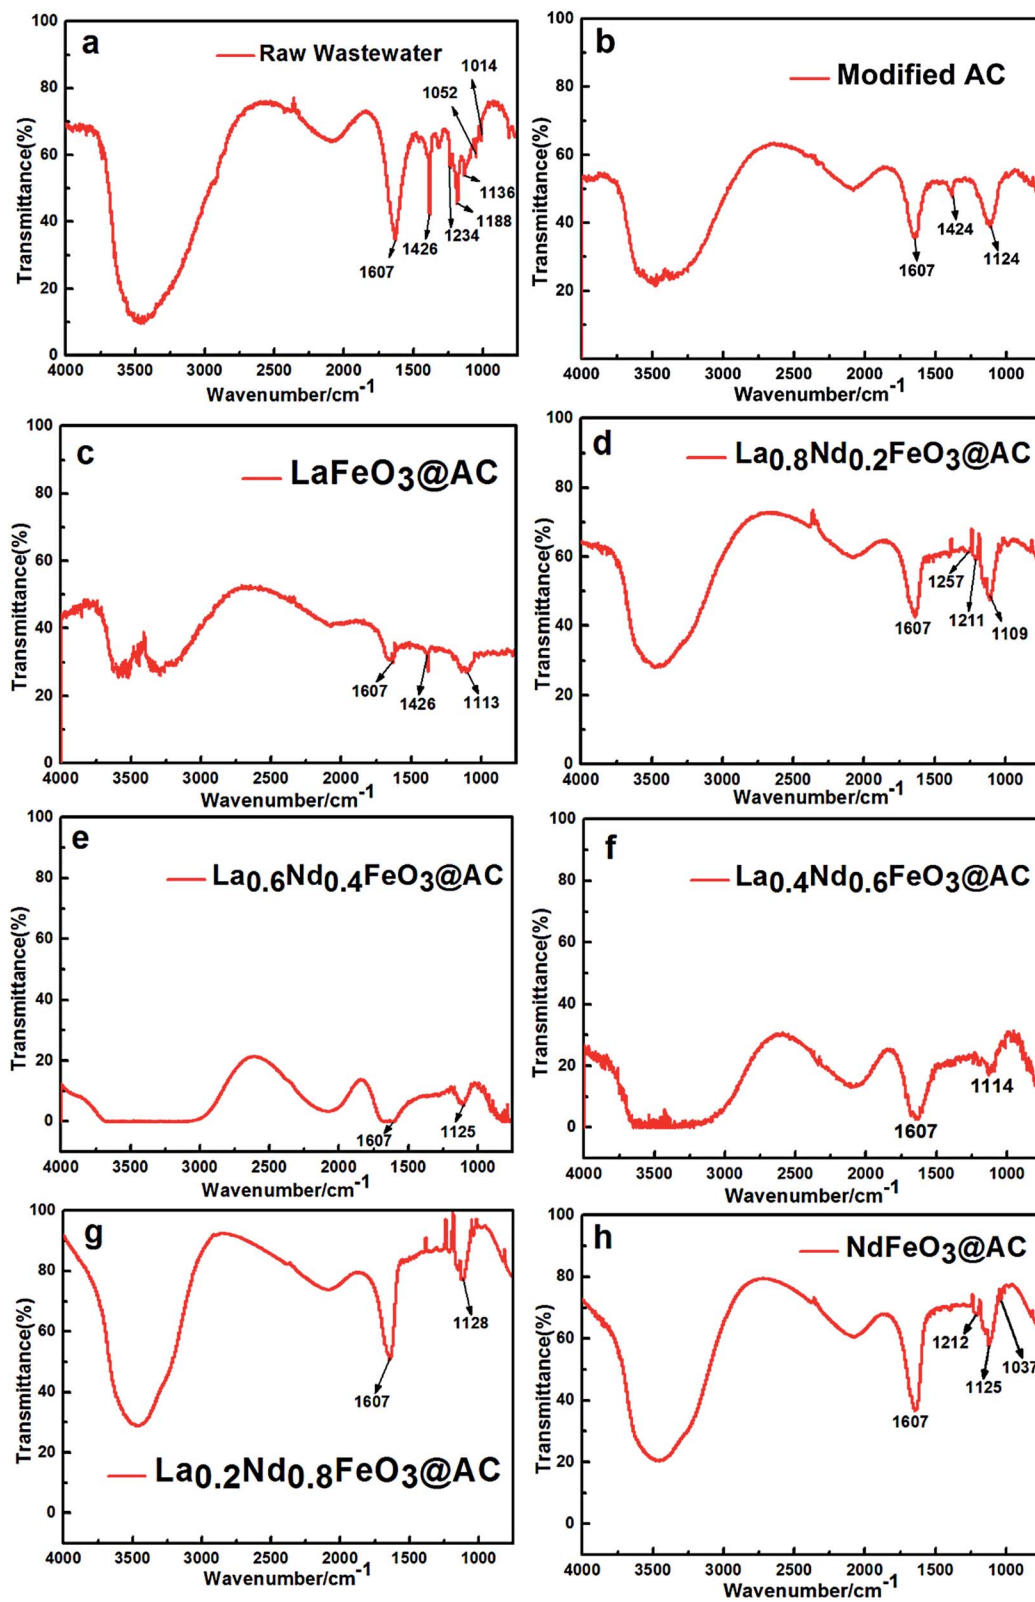 a
Raw Wastewater
1014
1052
1136
1188
1234
1426
1607
Transmittance(%)
100
80
60
40
20
0
4000 3500 3000 2500 2000 1500 1000
Wavenumber/cm-1
b
Modified AC
1424
1124
1607
Transmittance(%)
100
80
60
40
20
0
4000 3500 3000 2500 2000 1500 1000
Wavenumber/cm-1
c
LaFeO3@AC
1607
1426
1113
Transmittance(%)
100
80
60
40
20
0
4000 3500 3000 2500 2000 1500 1000
Wavenumber/cm-1
d
La0.8Nd0.2FeO3@AC
1257
1607
1211
1109
Transmittance(%)
100
80
60
40
20
0
4000 3500 3000 2500 2000 1500 1000
Wavenumber/cm-1
e
La0.6Nd0.4FeO3@AC
1607
1125
Transmittance(%)
100
80
60
40
20
0
4000 3500 3000 2500 2000 1500 1000
Wavenumber/cm-1
f
La0.4Nd0.6FeO3@AC
1114
1607
Transmittance(%)
100
80
60
40
20
0
4000 3500 3000 2500 2000 1500 1000
Wavenumber/cm-1
g
1128
1607
La0.2Nd0.8FeO3@AC
Transmittance(%)
100
80
60
40
20
0
4000 3500 3000 2500 2000 1500 1000
Wavenumber/cm-1
h
NdFeO3@AC
1212
1037
1125
1607
Transmittance(%)
100
80
60
40
20
0
4000 3500 3000 2500 2000 1500 1000
Wavenumber/cm-1